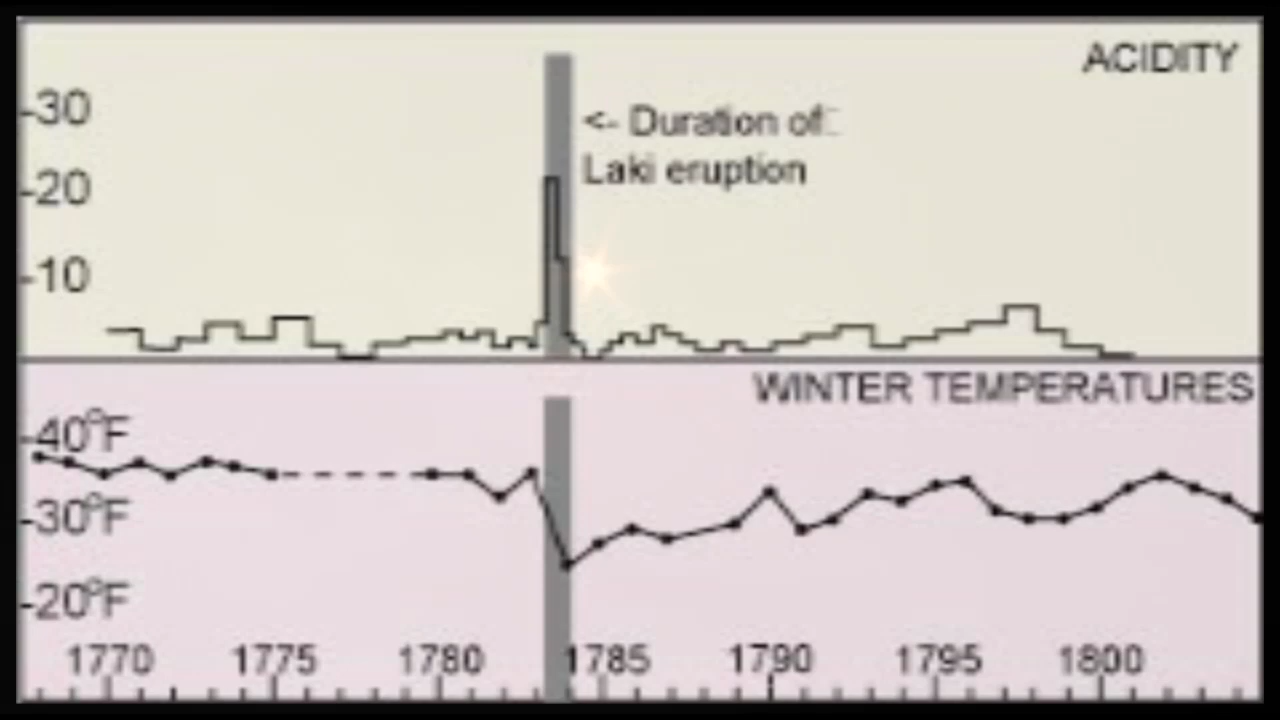 ACIDITY
-30
<- Duration of
Laki eruption
-20
-10
WINTER TEMPERATURES
-40°F
-30°F
-20°F
1770 1775 1780 1785 1790 1795 1800